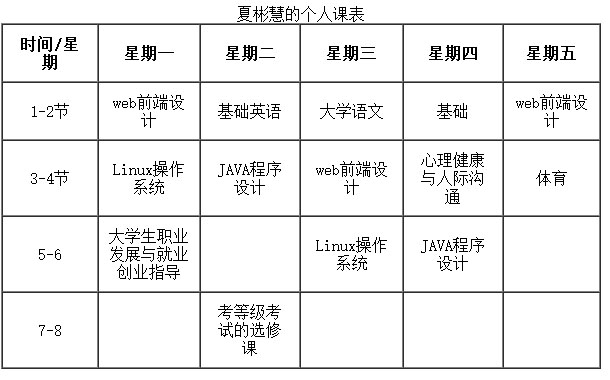 夏彬慧的个人课表
时间/星
期
星期一
星期二
星期三
星期四
星期五
1-2节
web前端设
计
基础英语
大学语文
基础
web前端设
计
3-4节
Linux操作
系统
JAVA程序
设计
web前端设
计
心理健康
与人际沟
通
体育
5-6
大学生职业
发展与就业
创业指导
Linux操作
系统
JAVA程序
设计
7-8
考等级考
试的选修
课